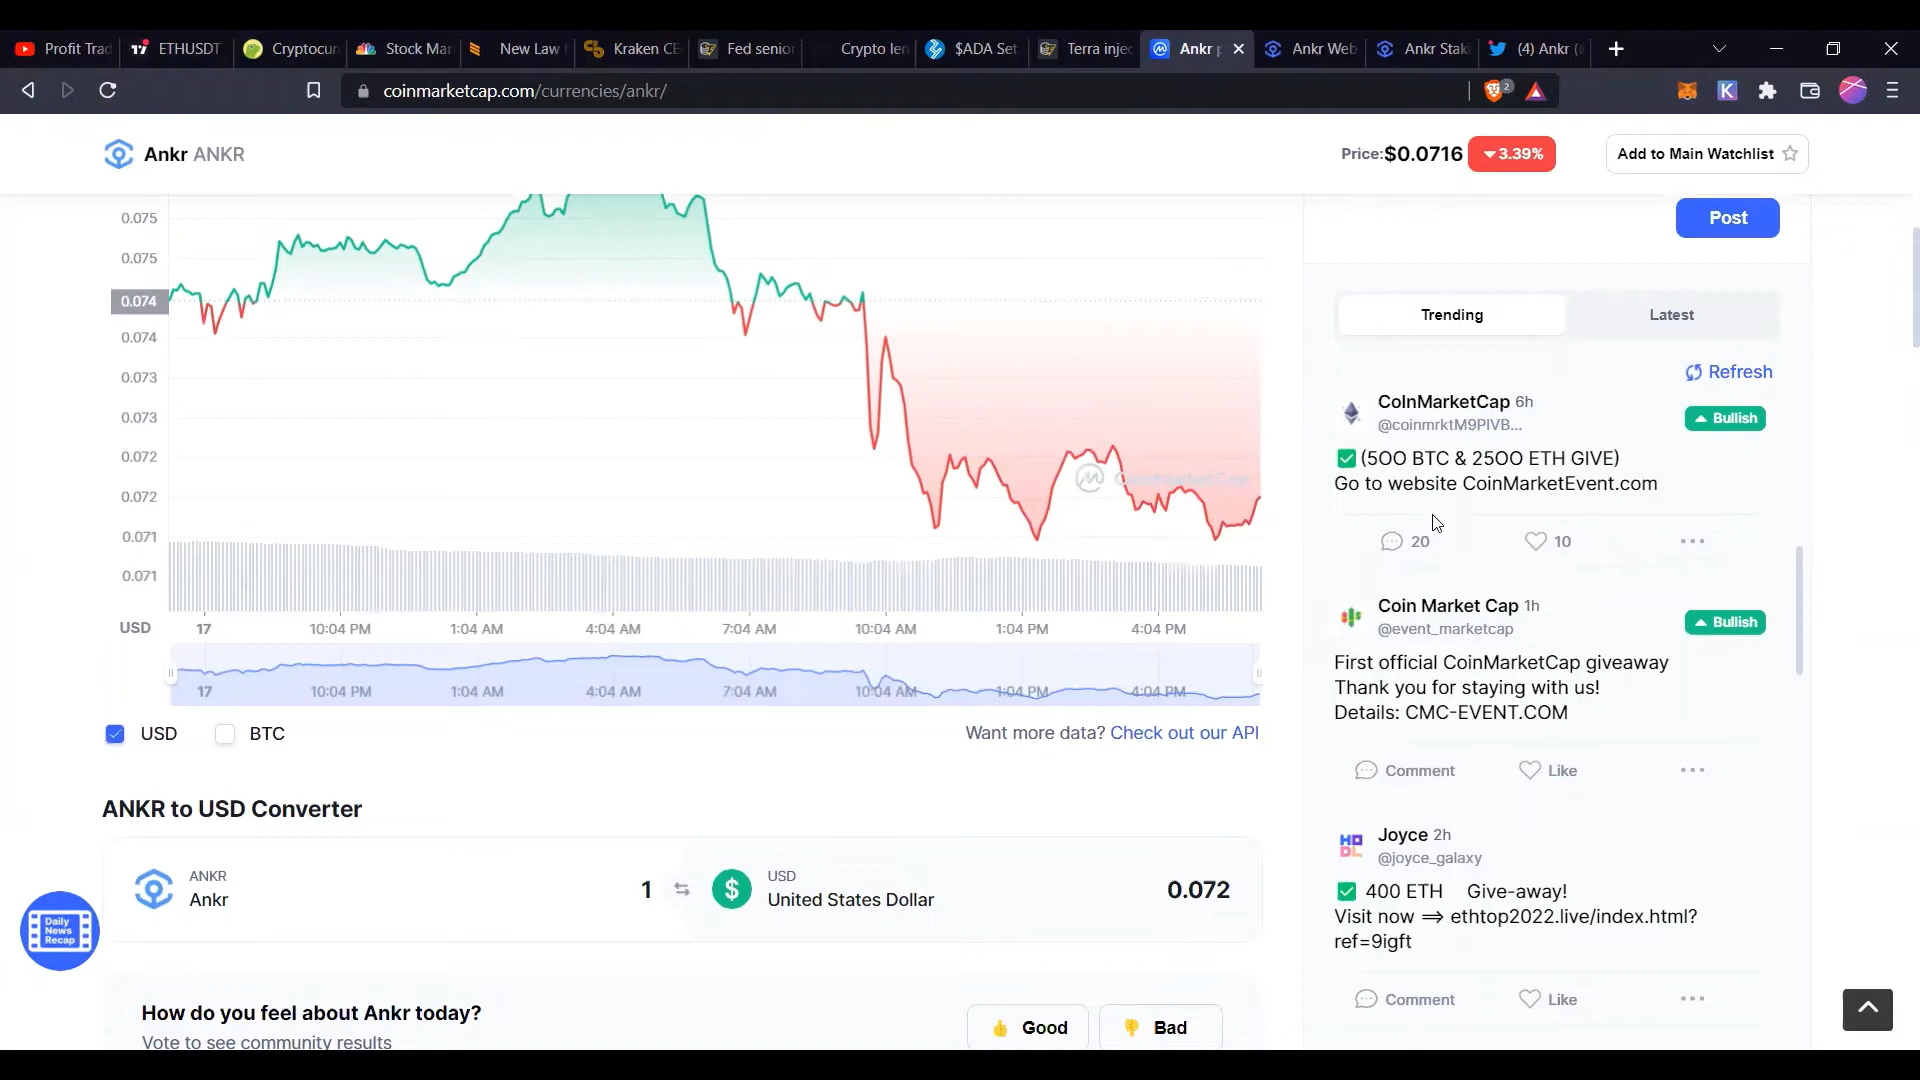 Profit Trad
ETHUSDT
Cryptocur
Stock Mar
New Law
Kraken CE
Fed senior
Crypto len
$ADA Set
Terra injec
Ankr p
Ankr Web
Ankr Staki
(4) Ankr (
coinmarketcap.com/currencies/ankr/
2
K
Ankr ANKR
Price:$0.0716
3.39%
Add to Main Watchlist
0.075
0.075
0.074
0.074
0.073
0.073
0.072
0.072
0.071
0.071
CoinMarketCap
USD
17
10:04 PM
1:04 AM
4:04 AM
7:04 AM
10:04 AM
1:04 PM
4:04 PM
17
10:04 PM
1:04 AM
4:04 AM
7:04 AM
10:04 AM
1:04 PM
4:04 PM
USD
BTC
Want more data? Check out our API
ANKR to USD Converter
ANKR
Ankr
1
USD
United States Dollar
0.072
Daily
News
Recap
How do you feel about Ankr today?
Vote to see community results
Good
Bad
Post
Trending
Latest
Refresh
CoInMarketCap 6h
@coinmrktM9PIVB...
Bullish
(5OO BTC & 25OO ETH GIVE)
Go to website CoinMarketEvent.com
20
10
Coin Market Cap 1h
@event_marketcap
Bullish
First official CoinMarketCap giveaway
Thank you for staying with us!
Details: CMC-EVENT.COM
Comment
Like
HODL
Joyce 2h
@joyce_galaxy
400 ETH Give-away!
Visit now ⟹ ethtop2022.live/index.html?
ref=9igft
Comment
Like